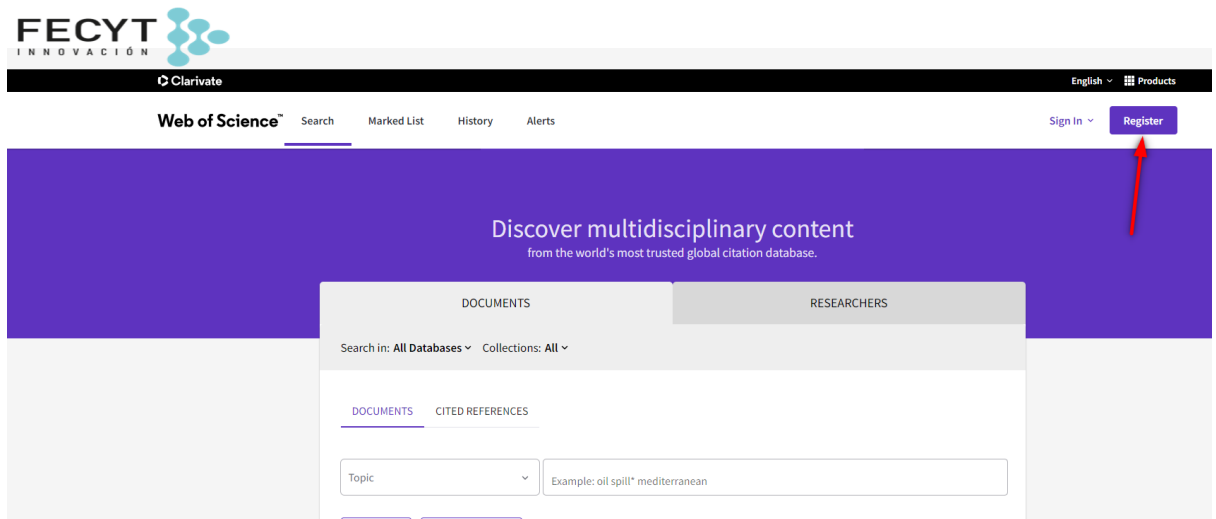 FECYT
INNOVACIÓN
Clarivate
English
Products
Web of Science™
Search
Marked List
History
Alerts
Sign In
Register
Discover multidisciplinary content
from the world's most trusted global citation database.
DOCUMENTS
RESEARCHERS
Search in: All Databases
Collections: All
DOCUMENTS
CITED REFERENCES
Topic
Example: oil spill* mediterranean